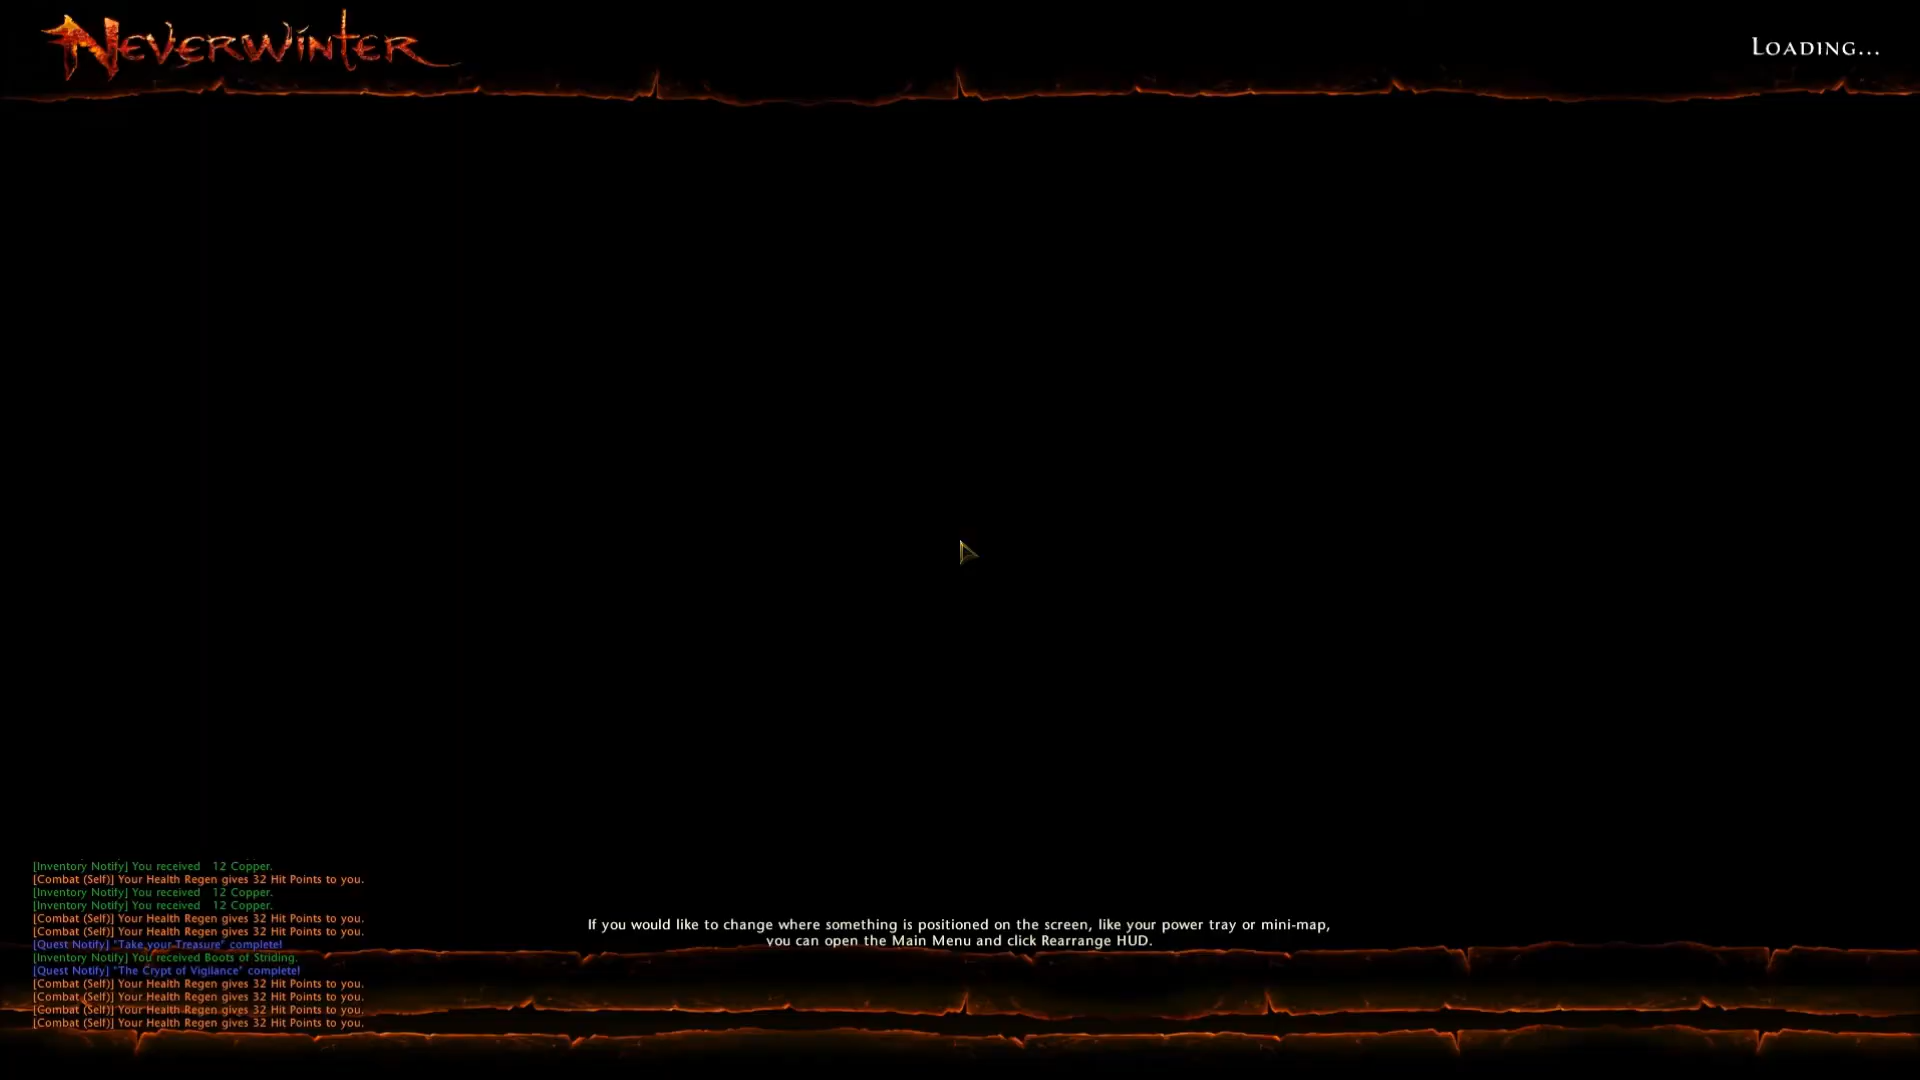 NEVERWINTER
LOADING...
[Inventory Notify] You received 12 Copper.
[Combat (Self)] Your Health Regen gives 32 Hit Points to you.
[Inventory Notify] You received 12 Copper.
[Inventory Notify] You received 12 Copper.
[Combat (Self)] Your Health Regen gives 32 Hit Points to you.
[Combat (Self)] Your Health Regen gives 32 Hit Points to you.
[Quest Notify] "Take your Treasure" complete!
[Inventory Notify] You received Boots of Striding.
[Quest Notify] "The Crypt of Vigilance" complete!
[Combat (Self)] Your Health Regen gives 32 Hit Points to you.
[Combat (Self)] Your Health Regen gives 32 Hit Points to you.
[Combat (Self)] Your Health Regen gives 32 Hit Points to you.
[Combat (Self)] Your Health Regen gives 32 Hit Points to you.
If you would like to change where something is positioned on the screen, like your power tray or mini-map,
you can open the Main Menu and click Rearrange HUD.